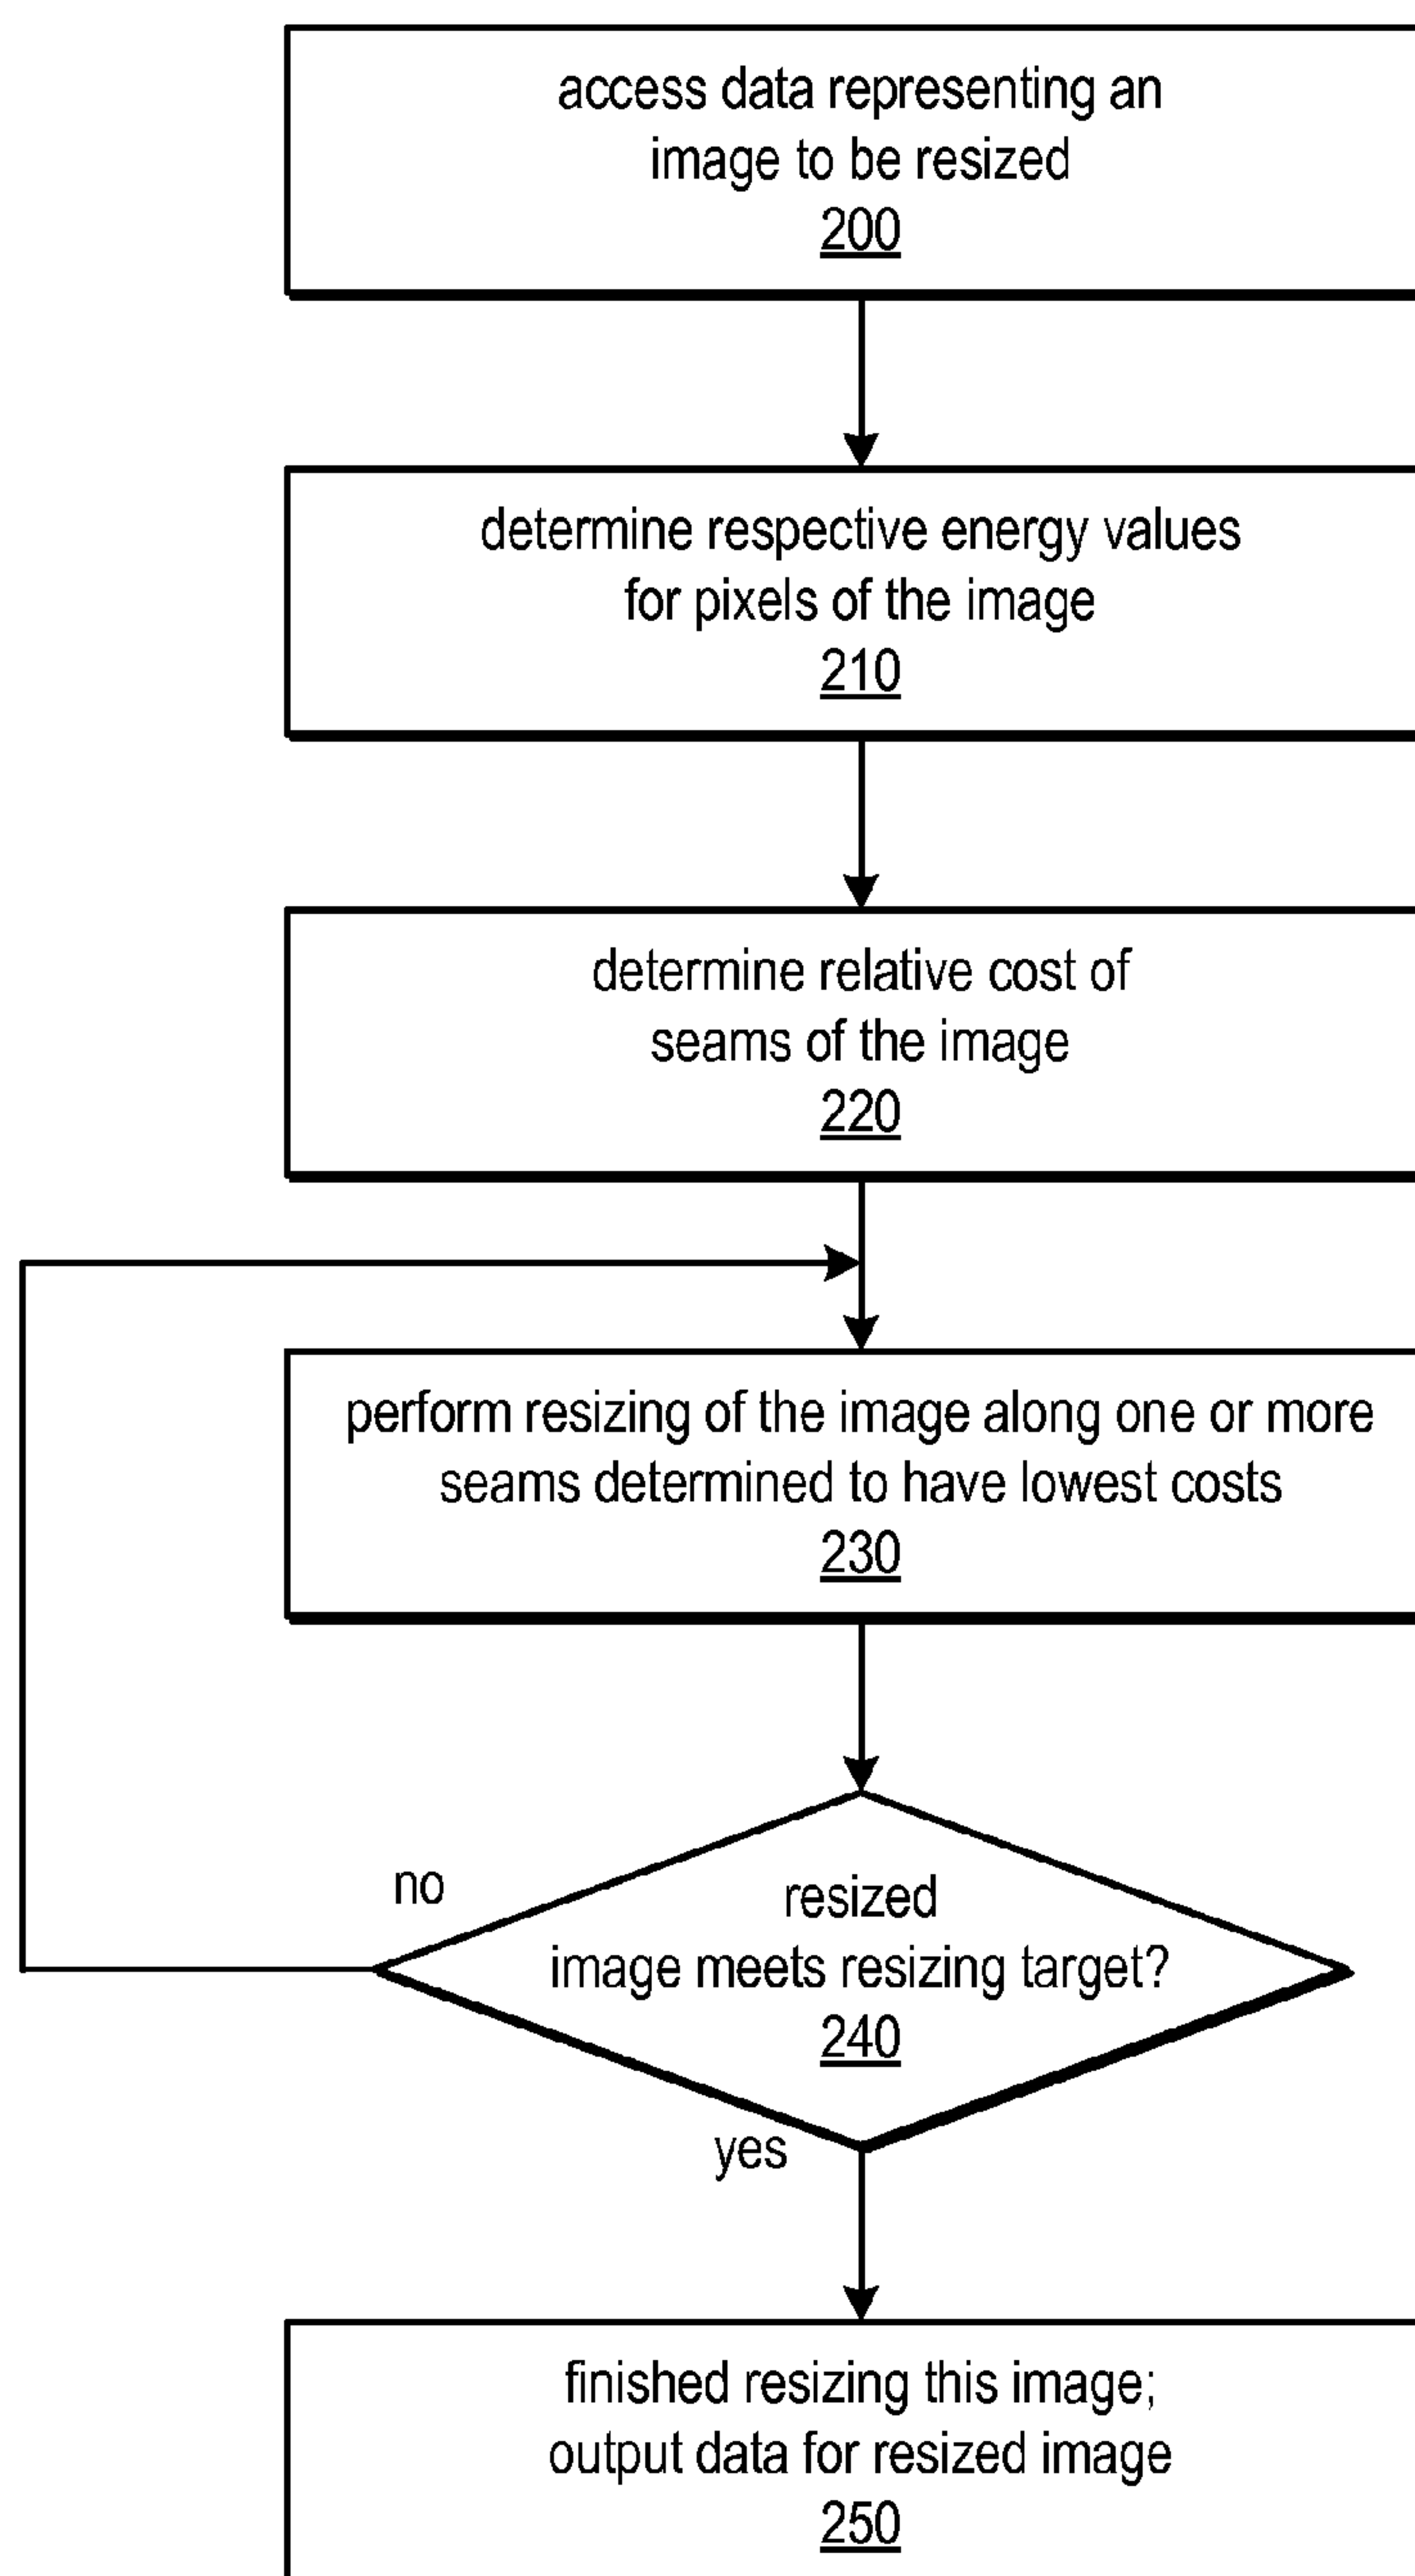 access data representing an
image to be resized
200
determine respective energy values
for pixels of the image
210
determine relative cost of
seams of the image
220
perform resizing of the image along one or more
seams determined to have lowest costs
230
no
resized
image meets resizing target?
240
yes
finished resizing this image;
output data for resized image
250